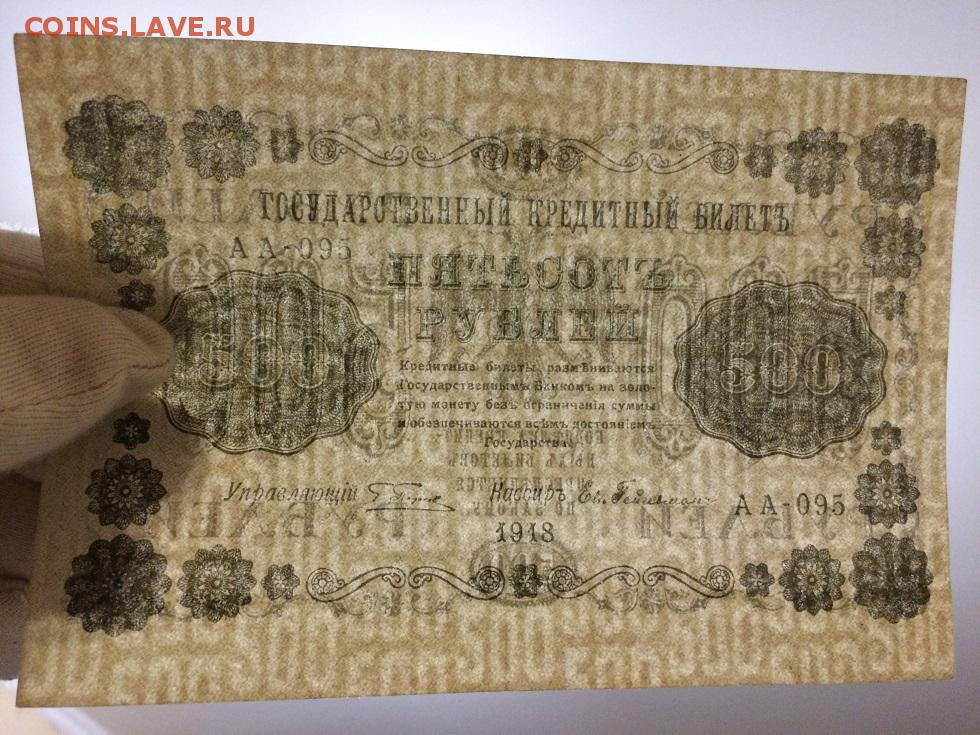 COINS.LAVE.RU
ГОСУДАРСТВЕННЫЙ КРЕДИТНЫЙ БИЛЕТЪ
АА-095
ПЯТЬСОТЪ
РУБЛЕЙ
500
500
Кредитные билеты размѣниваются
Государственнымъ Банкомъ на золо-
тую монету безъ ограниченія суммы
и обезпечиваются всѣмъ достояніемъ
Государства.
Управляющій
Кассиръ
АА-095
1918